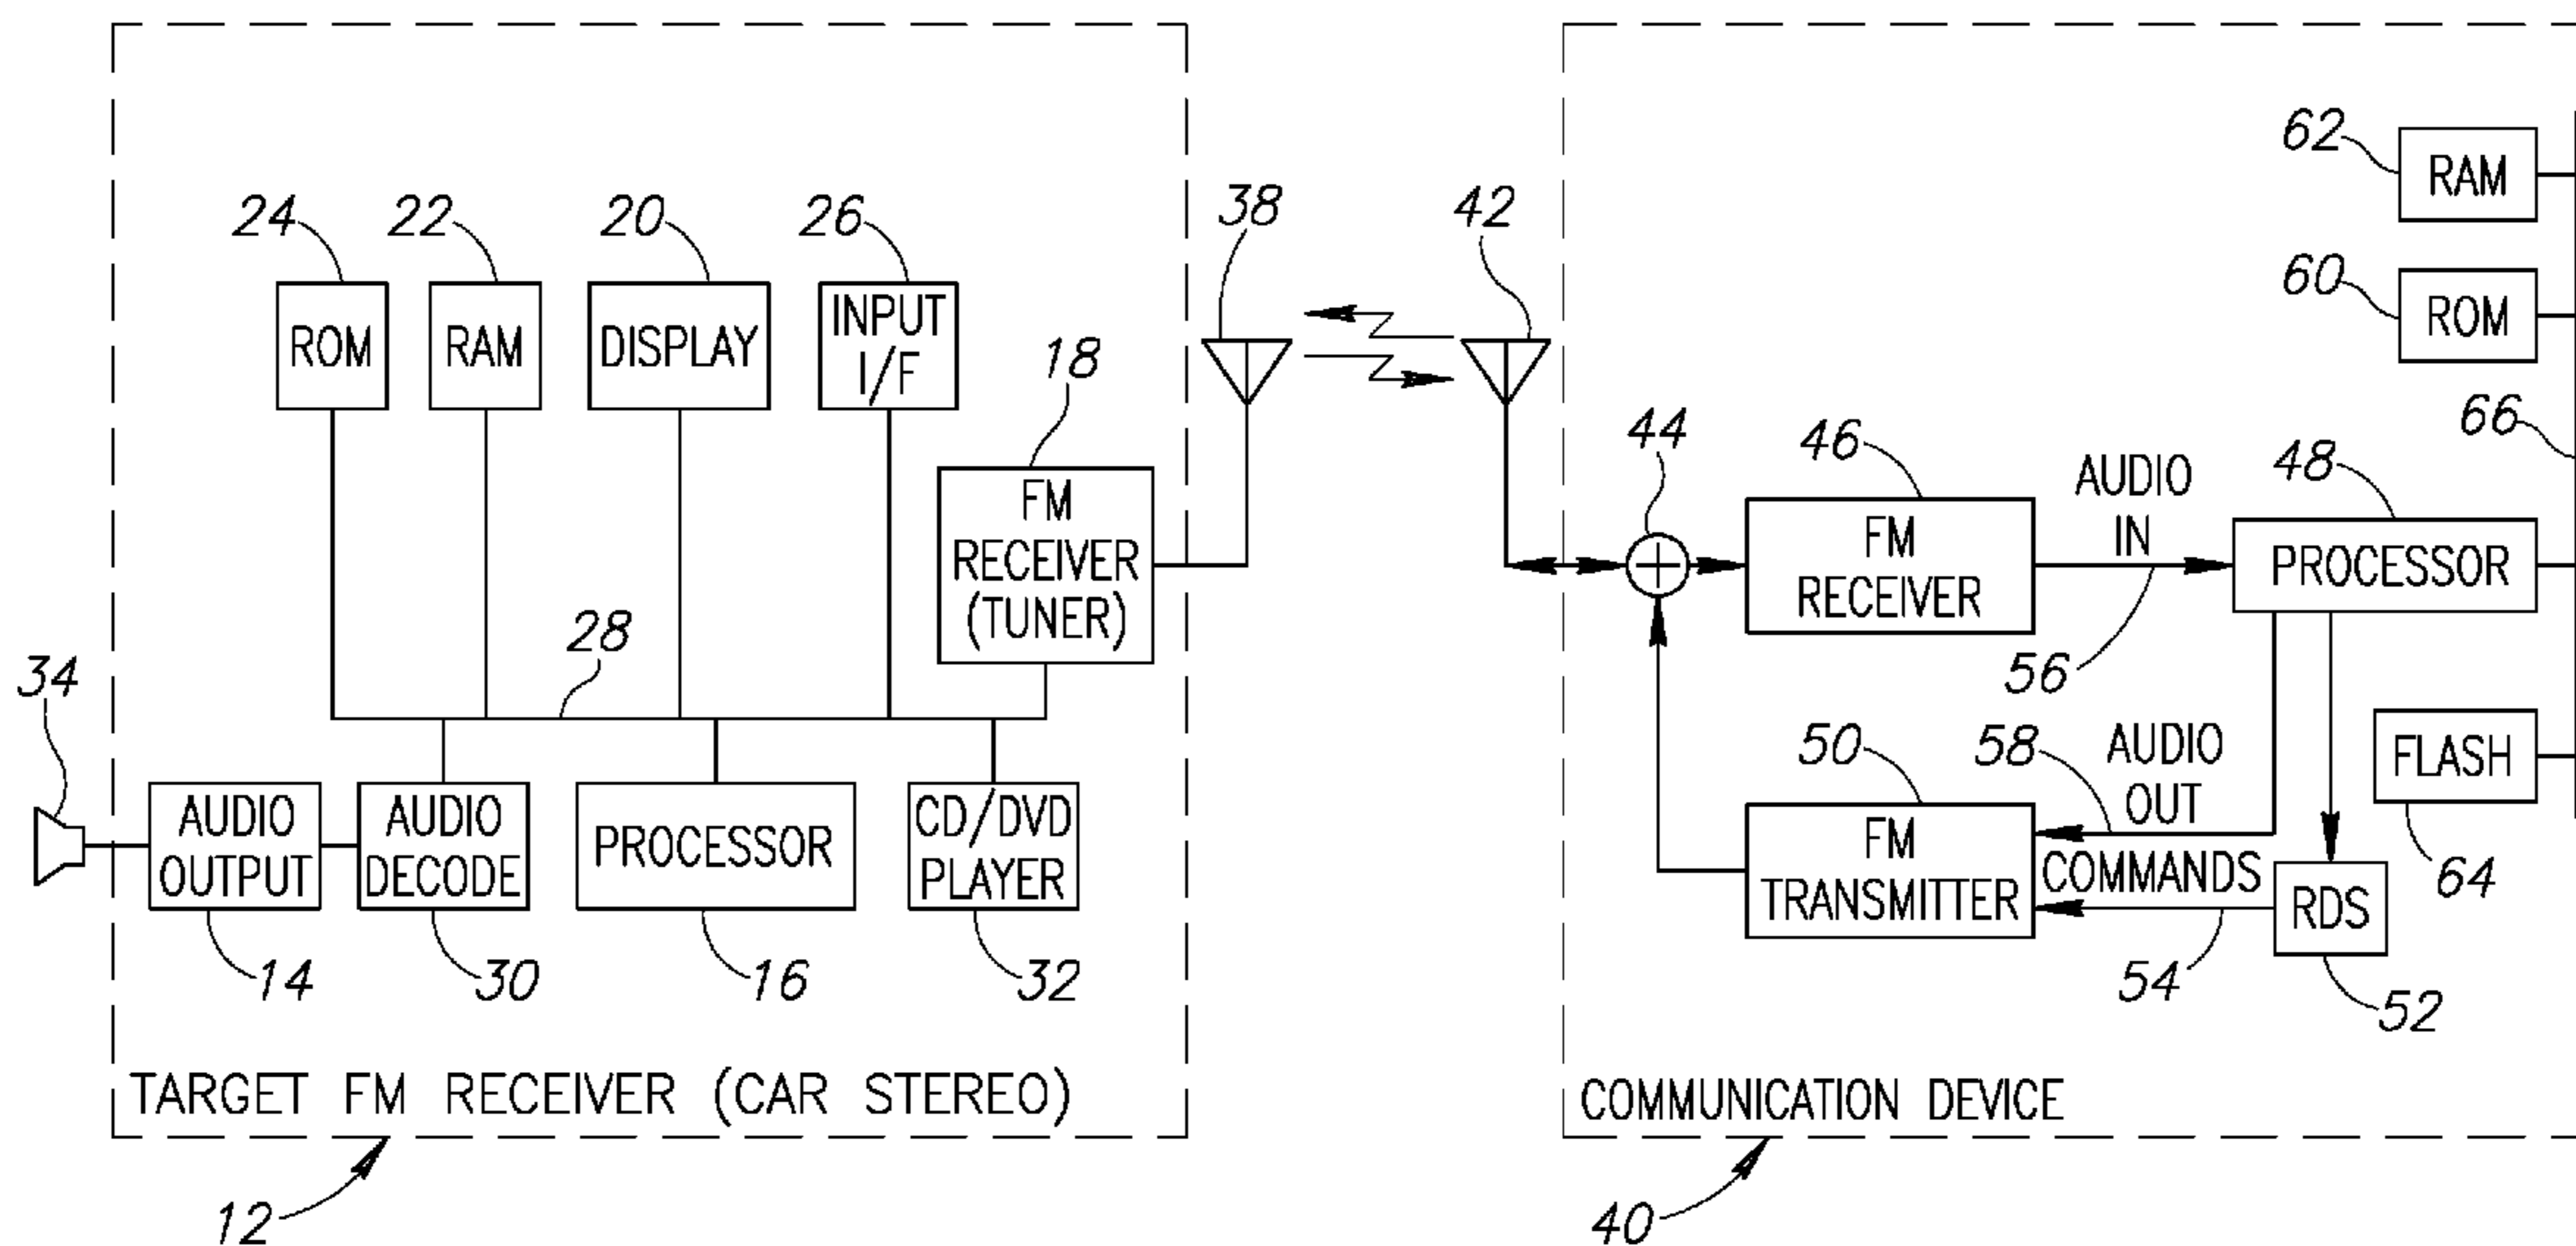 62
RAM
24
22
20
26
38
42
60
ROM
ROM
RAM
DISPLAY
INPUT
I/F
18
66
44
46
48
FM
RECEIVER
(TUNER)
AUDIO
IN
FM
RECEIVER
PROCESSOR
28
34
56
50
58
AUDIO
OUT
FLASH
AUDIO
OUTPUT
AUDIO
DECODE
PROCESSOR
CD/DVD
PLAYER
FM
TRANSMITTER
COMMANDS
RDS
64
14
30
16
32
54
52
TARGET FM RECEIVER (CAR STEREO)
COMMUNICATION DEVICE
12
40